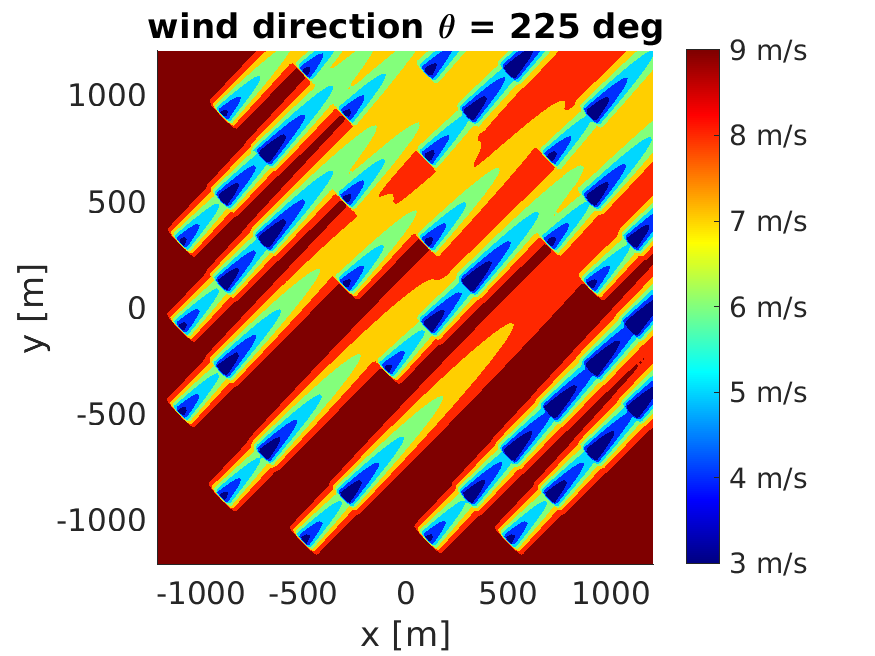 wind direction θ = 225 deg
1000
500
0
-500
-1000
y [m]
-1000 -500 0 500 1000
x [m]
9 m/s
8 m/s
7 m/s
6 m/s
5 m/s
4 m/s
3 m/s